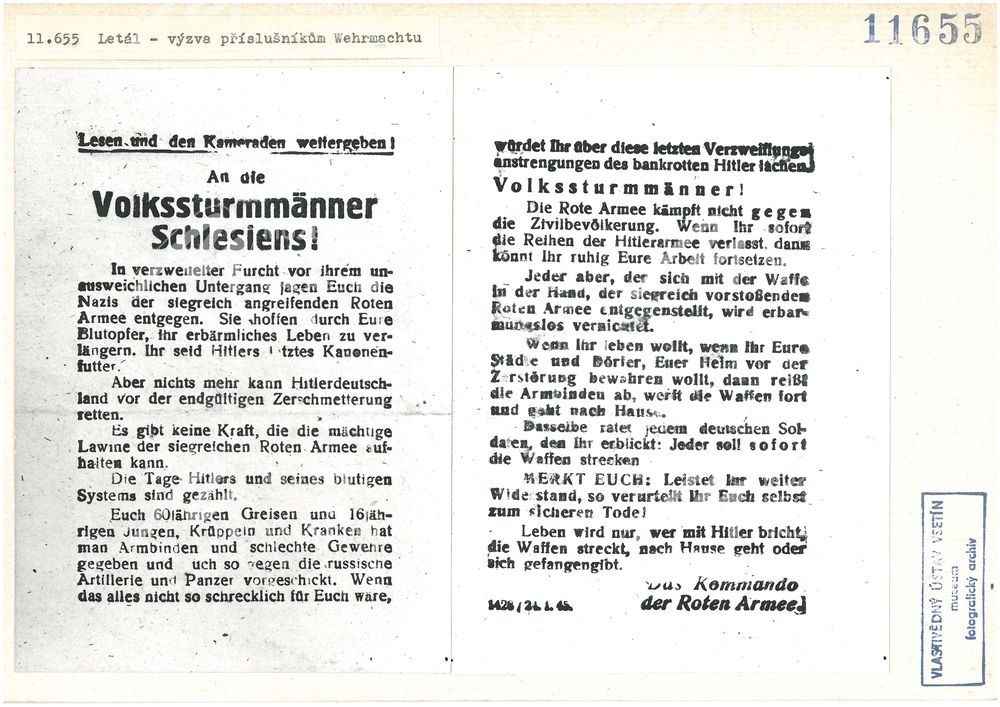 11.655 Leták - výzva příslušníkům Wehrmachtu
11655
Lesen und den Kameraden weitergeben!
An die
Volkssturmmänner
Schlesiens!
In verzweifelter Furcht vor ihrem un-
ausweichlichen Untergang jagen Euch die
Nazis der siegreich angreifenden Roten
Armee entgegen. Sie hoffen durch Eure
Blutopfer, ihr erbärmliches Leben zu ver-
längern. Ihr seid Hitlers letztes Kanonen-
futter.
Aber nichts mehr kann Hitlerdeutsch-
land vor der endgültigen Zerschmetterung
retten.
Es gibt keine Kraft, die die mächtige
Lawine der siegreichen Roten Armee auf-
halten kann.
Die Tage Hitlers und seines blutigen
Systems sind gezählt.
Euch 60jährigen Greisen und 16jäh-
rigen Jungen, Krüppeln und Kranken hat
man Armbinden und schlechte Gewehre
gegeben und Euch so gegen die russische
Artillerie und Panzer vorgeschickt. Wenn
das alles nicht so schrecklich für Euch wäre,
würdet Ihr über diese letzten Verzweiflungs-
anstrengungen des bankrotten Hitler lachen.
Volkssturmmänner!
Die Rote Armee kämpft nicht gegen
die Zivilbevölkerung. Wenn Ihr sofort
die Reihen der Hitlerarmee verlasst, dann
könnt Ihr ruhig Eure Arbeit fortsetzen.
Jeder aber, der sich mit der Waffe
in der Hand, der siegreich vorstoßenden
Roten Armee entgegenstellt, wird erbar-
mungslos vernichtet.
Wenn Ihr leben wollt, wenn Ihr Eure
Städte und Dörfer, Euer Heim vor der
Zerstörung bewahren wollt, dann reißt
die Armbinden ab, werft die Waffen fort
und geht nach Hause.
Dasselbe ratet jedem deutschen Sol-
daten, den Ihr erblickt: Jeder soll sofort
die Waffen strecken
MERKT EUCH: Leistet Ihr weiter
Widerstand, so verurteilt Ihr Euch selbst
zum sicheren Tode!
Leben wird nur, wer mit Hitler bricht,
die Waffen streckt, nach Hause geht oder
sich gefangengibt.
Das Kommando
der Roten Armee.
1. 45.
VLASTIVĚDNÝ ÚSTAV VSETÍN
museum
fotografický archiv